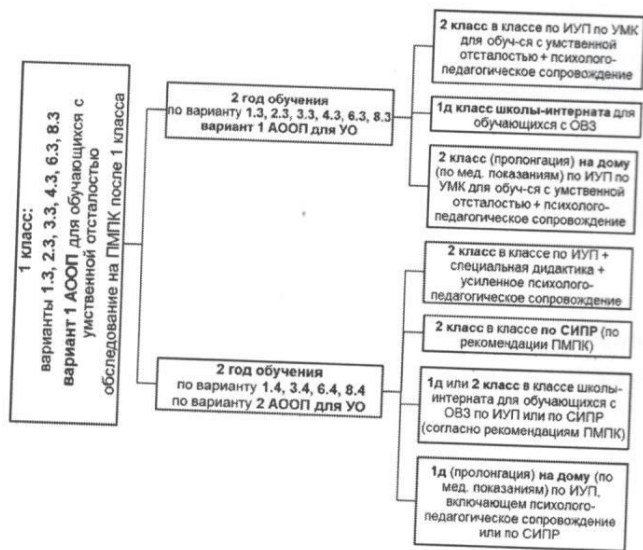 1 класс:
варианты 1.3, 2.3, 3.3, 4.3, 6.3, 8.3
вариант 1 АООП для обучающихся с
умственной отсталостью
обследование на ПМПК после 1 класса
2 год обучения
по варианту 1.3, 2.3, 3.3, 4.3, 6.3, 8.3
вариант 1 АООП для УО
2 класс в классе по ИУП по УМК
для обуч-ся с умственной
отсталостью + психолого-
педагогическое сопровождение
1д класс школы-интерната для
обучающихся с ОВЗ
2 класс (пролонгация) на дому
(по мед. показаниям) по ИУП по
УМК для обуч-ся с умственной
отсталостью + психолого-
педагогическое сопровождение
2 год обучения
по варианту 1.4, 3.4, 6.4, 8.4
по варианту 2 АООП для УО
2 класс в классе по ИУП +
специальная дидактика +
усиленное психолого-
педагогическое сопровождение
2 класс в классе по СИПР (по
рекомендации ПМПК)
1д или 2 класс в классе школы-
интерната для обучающихся с
ОВЗ по ИУП или по СИПР
(согласно рекомендациям ПМПК)
1д (пролонгация) на дому (по
мед. показаниям) по ИУП,
включающем психолого-
педагогическое сопровождение
или по СИПР